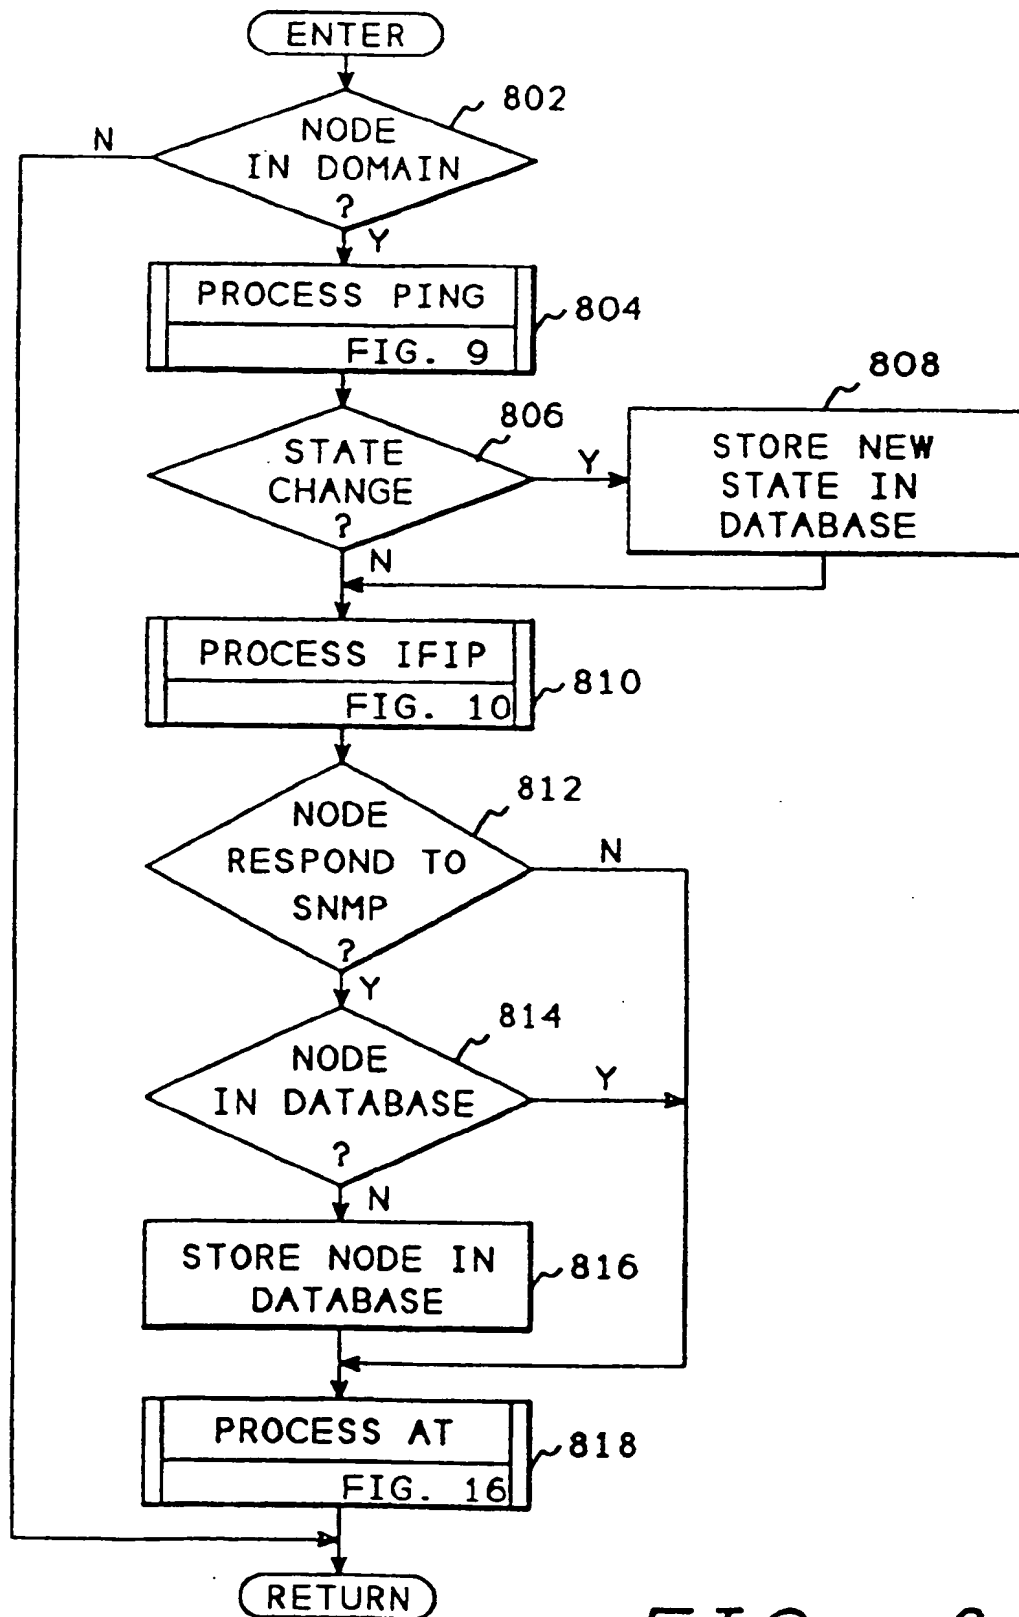 ENTER
802
NODE
IN DOMAIN
?
N
Y
PROCESS PING
FIG. 9
804
STATE
CHANGE
?
806
Y
N
808
STORE NEW
STATE IN
DATABASE
PROCESS IFIP
FIG. 10
810
NODE
RESPOND TO
SNMP
?
812
N
Y
NODE
IN DATABASE
?
814
Y
N
STORE NODE IN
DATABASE
816
PROCESS AT
FIG. 16
818
RETURN